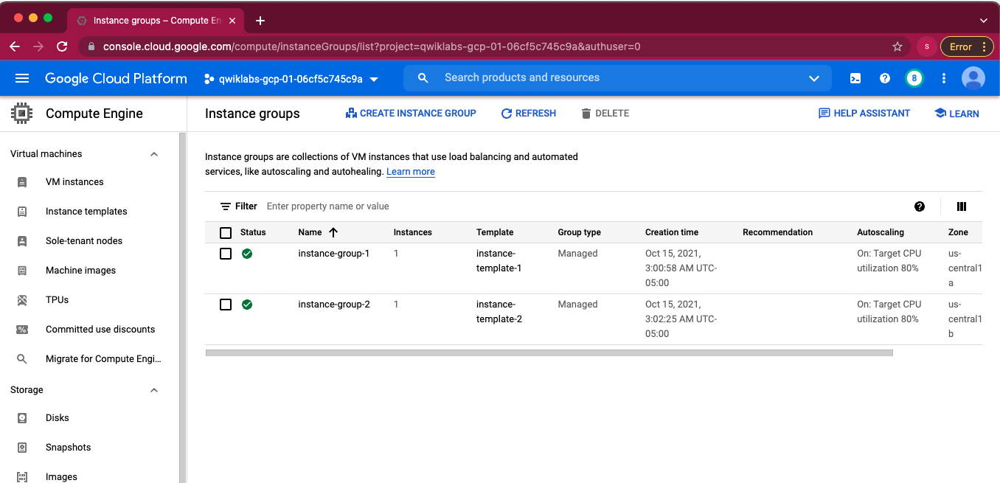 Instance groups – Compute En
console.cloud.google.com/compute/instanceGroups/list?project=qwiklabs-gcp-01-06cf5c745c9a&authuser=0
S
Error
Google Cloud Platform
qwiklabs-gcp-01-06cf5c745c9a
Search products and resources
8
Compute Engine
Instance groups
CREATE INSTANCE GROUP
REFRESH
DELETE
HELP ASSISTANT
LEARN
Virtual machines
VM instances
Instance templates
Sole-tenant nodes
Machine images
TPUs
Committed use discounts
Migrate for Compute Engi...
Storage
Disks
Snapshots
Images
Instance groups are collections of VM instances that use load balancing and automated
services, like autoscaling and autohealing. Learn more
Filter Enter property name or value
Status Name Instances Template Group type Creation time Recommendation Autoscaling Zone
instance-group-1 1 instance- Managed Oct 15, 2021, On: Target CPU us-
template-1 3:00:58 AM UTC- utilization 80% central1
05:00 a
instance-group-2 1 instance- Managed Oct 15, 2021, On: Target CPU us-
template-2 3:02:25 AM UTC- utilization 80% central1
05:00 b